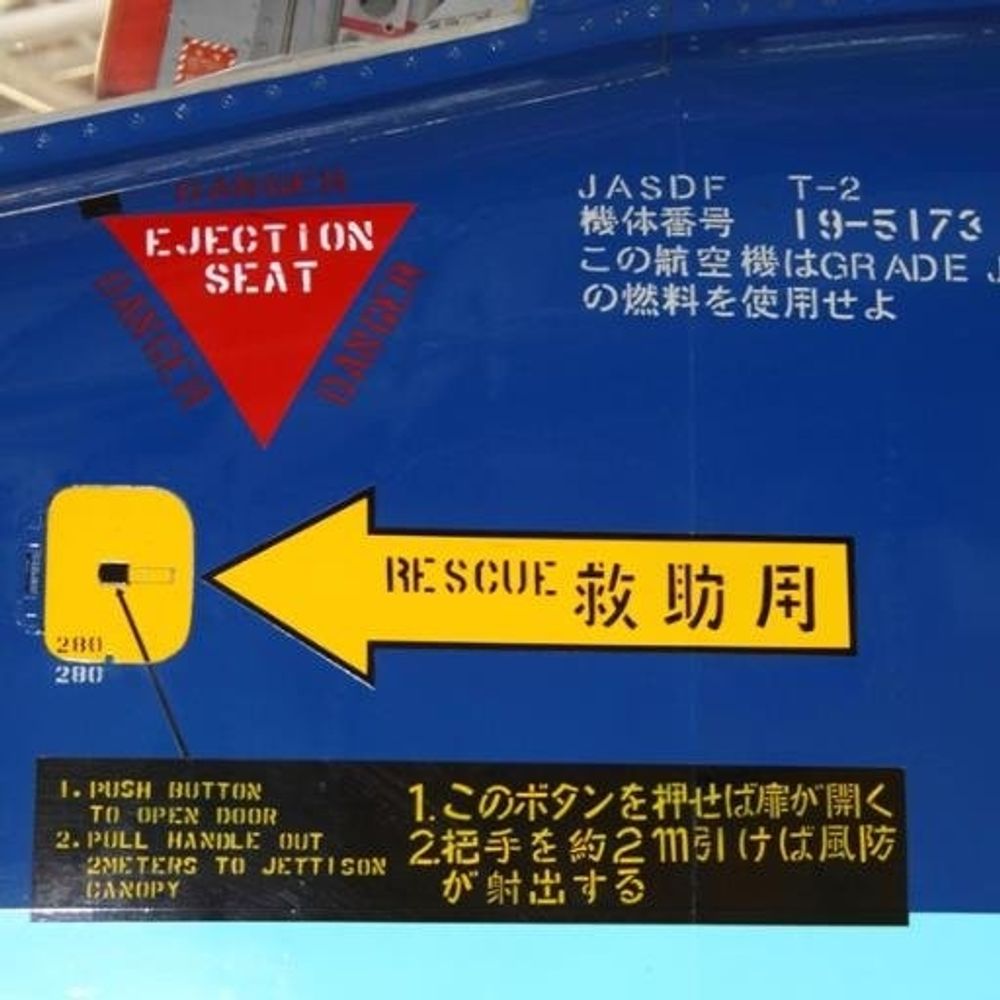 DANGER
EJECTION
SEAT
DANGER
DANGER
JASDF T-2
機体番号 19-5173
この航空機はGRADE J
の燃料を使用せよ
RESCUE 救助用
280
280
1. PUSH BUTTON
TO OPEN DOOR
2. PULL HANDLE OUT
2METERS TO JETTISON
CANOPY
1.このボタンを押せば扉が開く
2.把手を約2m引けば風防
が射出する